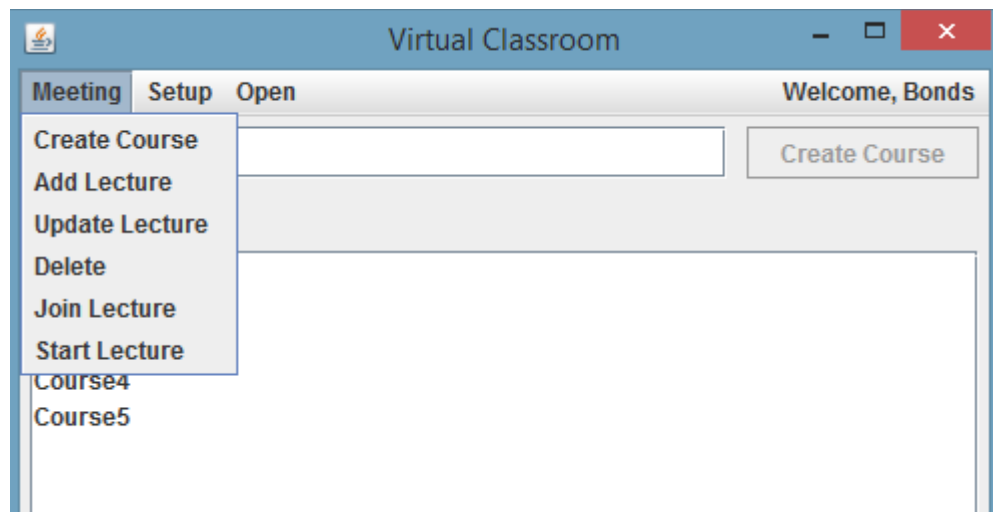 Virtual Classroom
Meeting Setup Open Welcome, Bonds
Create Course
Create Course
Add Lecture
Update Lecture
Delete
Join Lecture
Start Lecture
Course4
Course5